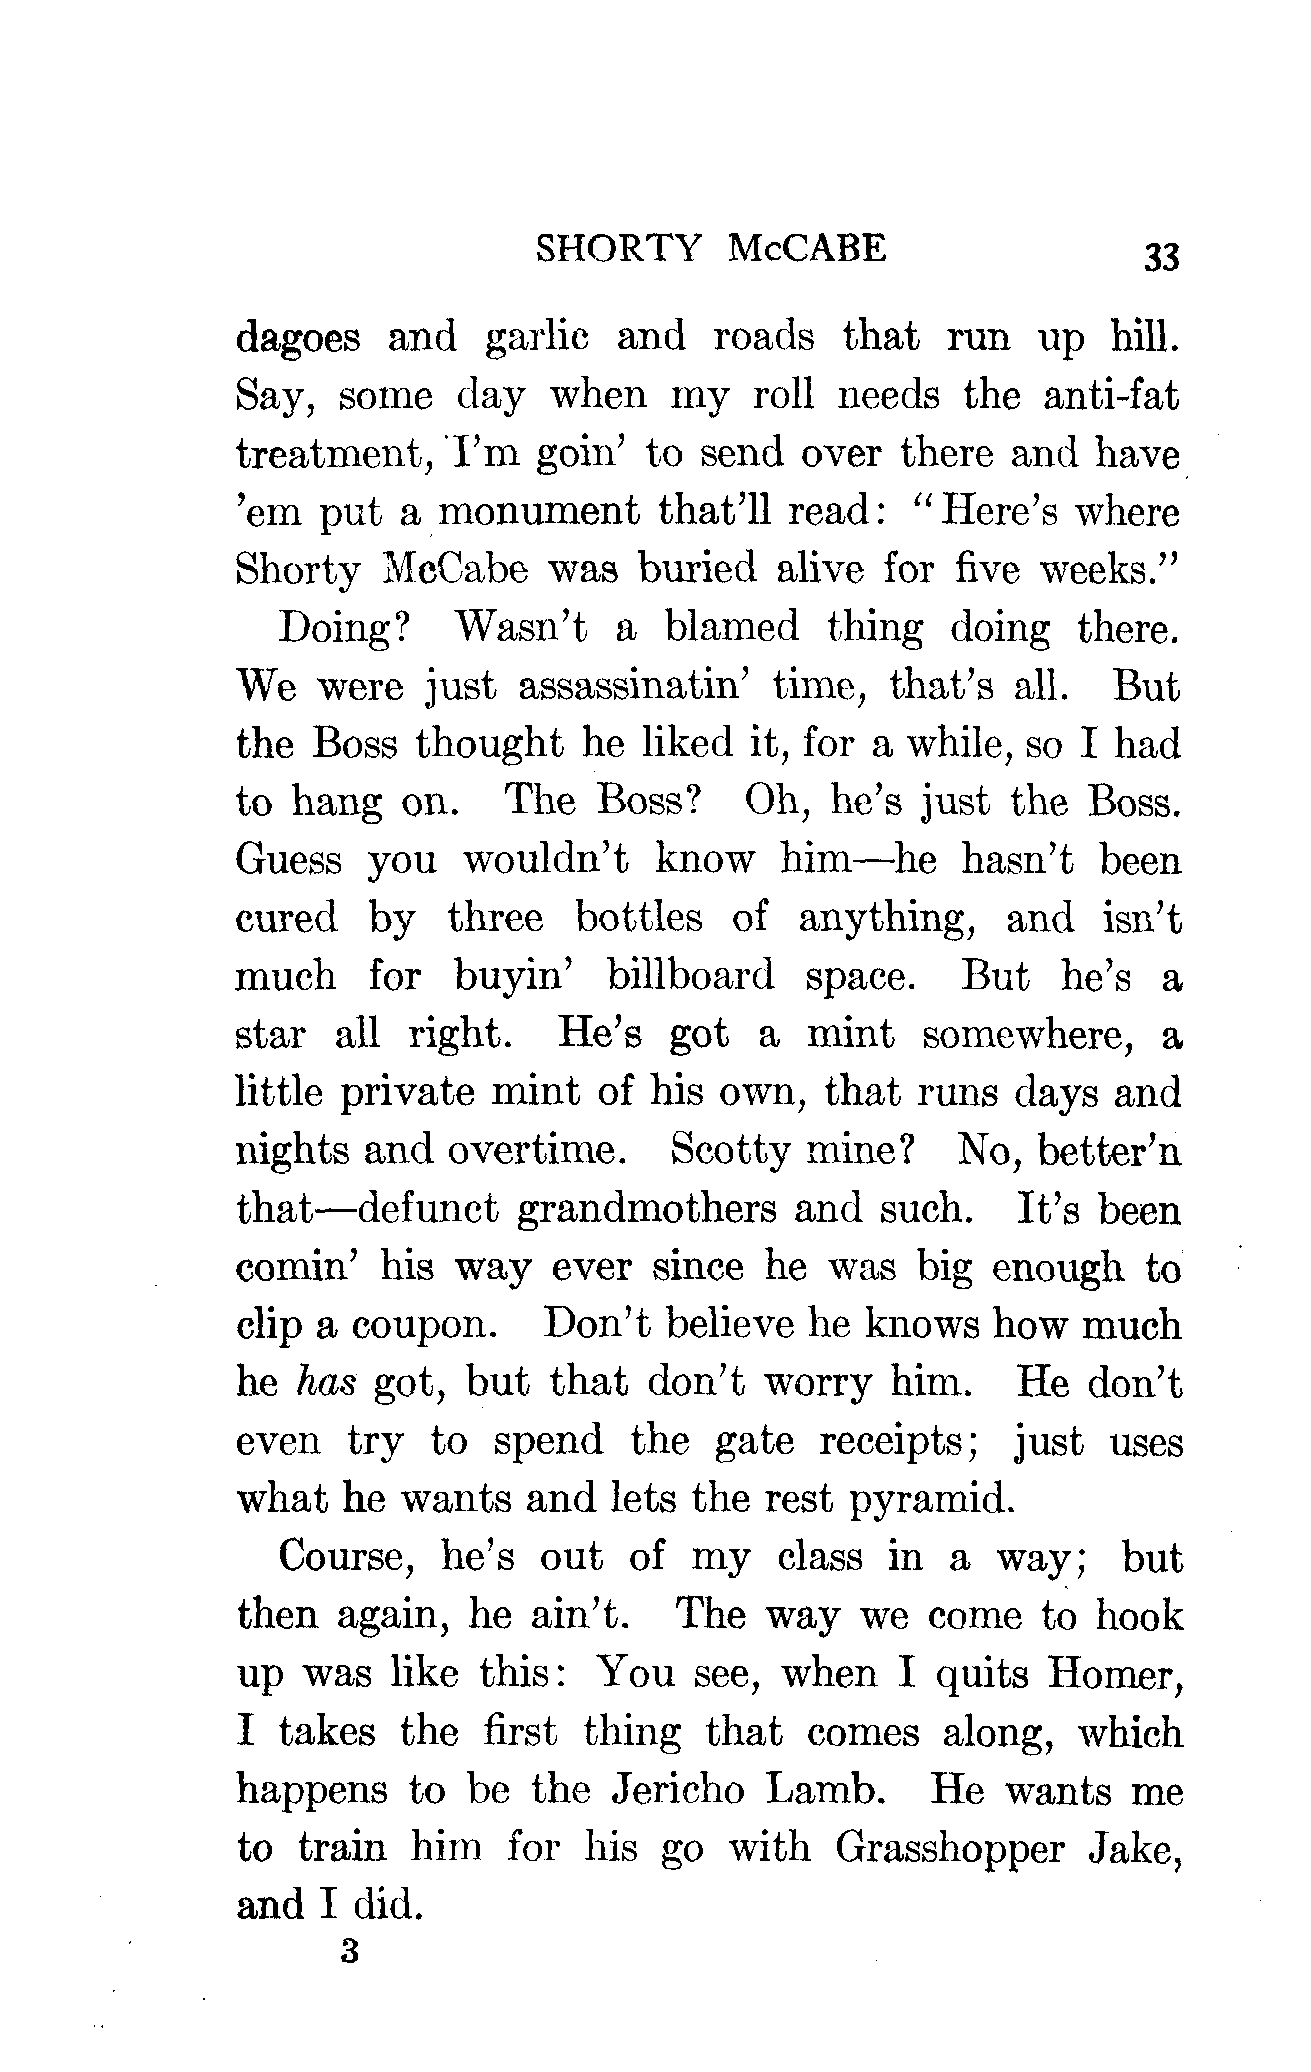 SHORTY McCABE 33
dagoes and garlic and roads that run up hill.
Say, some day when my roll needs the anti-fat
treatment, I'm goin' to send over there and have
'em put a monument that'll read: "Here's where
Shorty McCabe was buried alive for five weeks."
Doing? Wasn't a blamed thing doing there.
We were just assassinatin' time, that's all. But
the Boss thought he liked it, for a while, so I had
to hang on. The Boss? Oh, he's just the Boss.
Guess you wouldn't know him—he hasn't been
cured by three bottles of anything, and isn't
much for buyin' billboard space. But he's a
star all right. He's got a mint somewhere, a
little private mint of his own, that runs days and
nights and overtime. Scotty mine? No, better'n
that—defunct grandmothers and such. It's been
comin' his way ever since he was big enough to
clip a coupon. Don't believe he knows how much
he has got, but that don't worry him. He don't
even try to spend the gate receipts; just uses
what he wants and lets the rest pyramid.
Course, he's out of my class in a way; but
then again, he ain't. The way we come to hook
up was like this: You see, when I quits Homer,
I takes the first thing that comes along, which
happens to be the Jericho Lamb. He wants me
to train him for his go with Grasshopper Jake,
and I did.
3